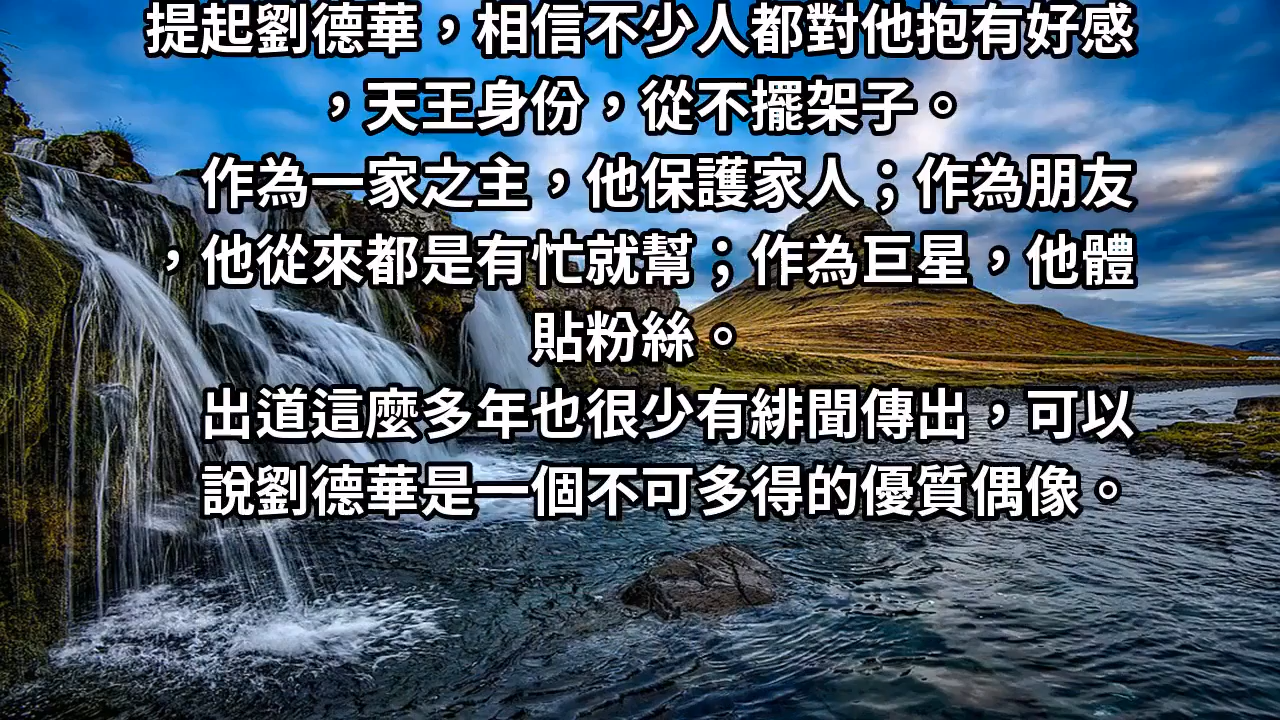 提起劉德華，相信不少人都對他抱有好感
，天王身份，從不擺架子。
作為一家之主，他保護家人；作為朋友
，他從來都是有忙就幫；作為巨星，他體
貼粉絲。
出道這麼多年也很少有緋聞傳出，可以
說劉德華是一個不可多得的優質偶像。